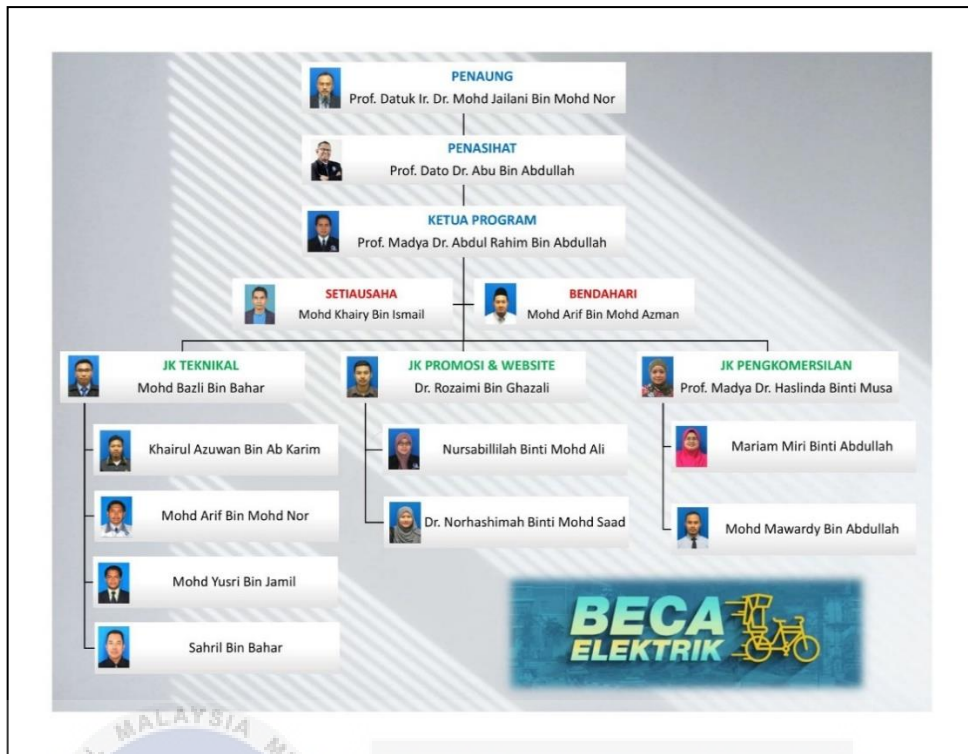 PENAUNG
Prof. Datuk Ir. Dr. Mohd Jailani Bin Mohd Nor
PENASIHAT
Prof. Dato Dr. Abu Bin Abdullah
KETUA PROGRAM
Prof. Madya Dr. Abdul Rahim Bin Abdullah
SETIAUSAHA
Mohd Khairy Bin Ismail
BENDAHARI
Mohd Arif Bin Mohd Azman
JK TEKNIKAL
Mohd Bazli Bin Bahar
Khairul Azuwan Bin Ab Karim
Mohd Arif Bin Mohd Nor
Mohd Yusri Bin Jamil
Sahril Bin Bahar
JK PROMOSI & WEBSITE
Dr. Rozaimi Bin Ghazali
Nursabillilah Binti Mohd Ali
Dr. Norhashimah Binti Mohd Saad
JK PENGKOMERSILAN
Prof. Madya Dr. Haslinda Binti Musa
Mariam Miri Binti Abdullah
Mohd Mawardy Bin Abdullah
BECA
ELEKTRIK
MALAYSIA